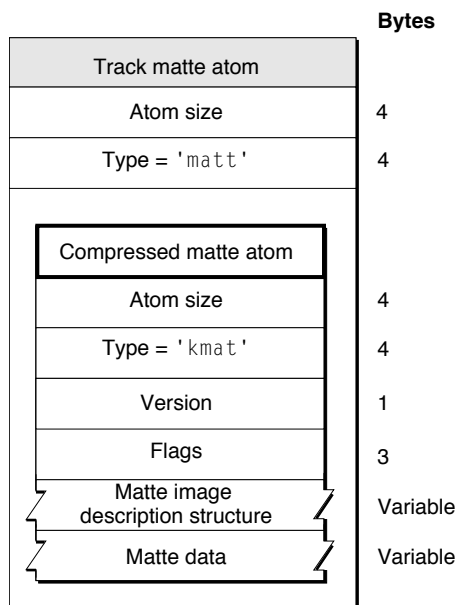 Bytes
Track matte atom
Atom size 4
Type = 'matt' 4
Compressed matte atom
Atom size 4
Type = 'kmat' 4
Version 1
Flags 3
Matte image
description structure Variable
Matte data Variable